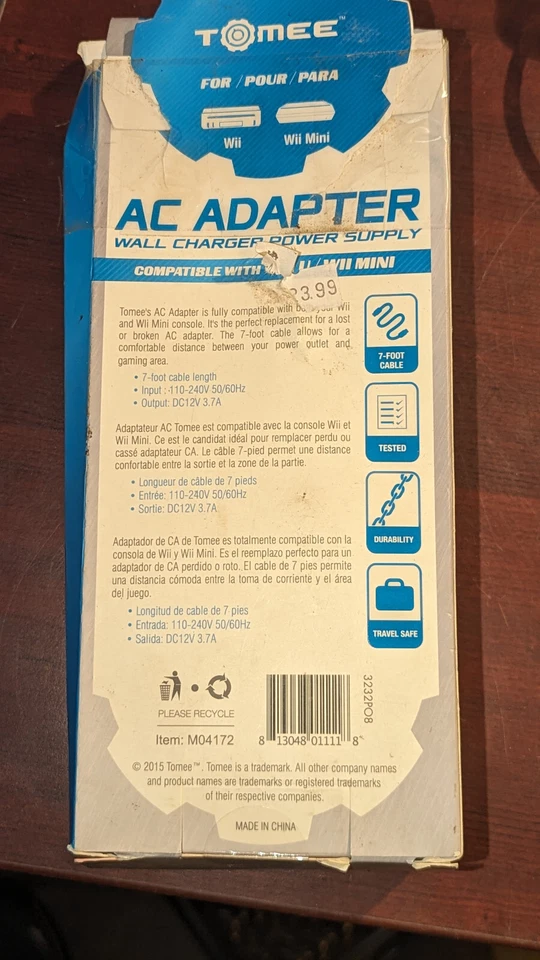 TOMEE™
FOR / POUR / PARA
Wii Wii Mini
AC ADAPTER
WALL CHARGER POWER SUPPLY
COMPATIBLE WITH U / WII MINI
3.99
Tomee's AC Adapter is fully compatible with your Wii
and Wii Mini console. It's the perfect replacement for a lost
or broken AC adapter. The 7-foot cable allows for a
comfortable distance between your power outlet and
gaming area.
• 7-foot cable length
• Input : 110-240V 50/60Hz
• Output: DC12V 3.7A
7-FOOT
CABLE
TESTED
DURABILITY
TRAVEL SAFE
Adaptateur AC Tomee est compatible avec la console Wii et
Wii Mini. Ce est le candidat idéal pour remplacer perdu ou
cassé adaptateur CA. Le câble 7-pied permet une distance
confortable entre la sortie et la zone de la partie.
• Longueur de câble de 7 pieds
• Entrée: 110-240V 50/60Hz
• Sortie: DC12V 3.7A
Adaptador de CA de Tomee es totalmente compatible con la
consola de Wii y Wii Mini. Es el reemplazo perfecto para un
adaptador de CA perdido o roto. El cable de 7 pies permite
una distancia cómoda entre la toma de corriente y el área
del juego.
• Longitud de cable de 7 pies
• Entrada: 110-240V 50/60Hz
• Salida: DC12V 3.7A
PLEASE RECYCLE
Item: M04172
8 13048 01111 8
3232PO8
© 2015 Tomee™. Tomee is a trademark. All other company names
and product names are trademarks or registered trademarks
of their respective companies.
MADE IN CHINA